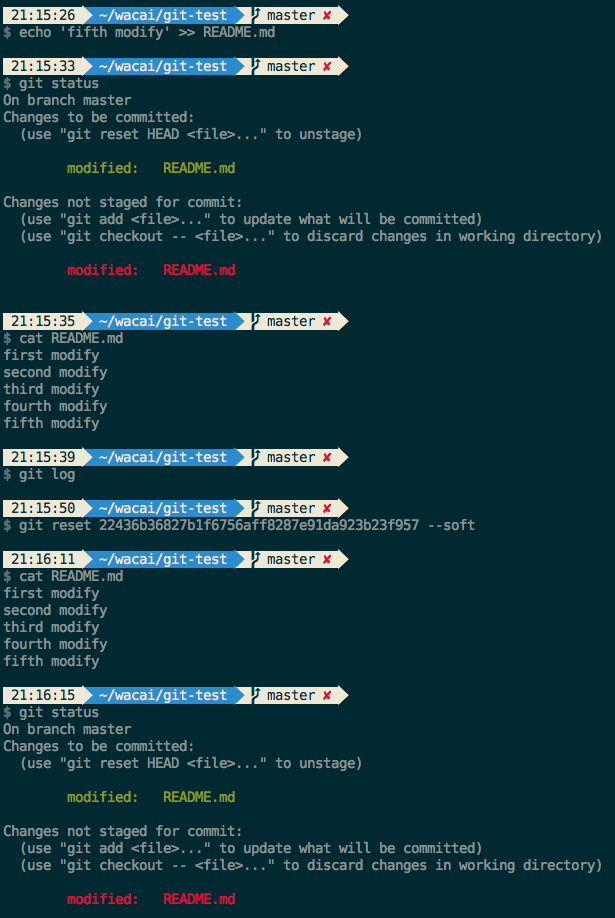 21:15:26 ~/wacai/git-test master ✘
$ echo 'fifth modify' >> README.md
21:15:33 ~/wacai/git-test master ✘
$ git status
On branch master
Changes to be committed:
  (use "git reset HEAD <file>..." to unstage)
        modified:   README.md
Changes not staged for commit:
  (use "git add <file>..." to update what will be committed)
  (use "git checkout -- <file>..." to discard changes in working directory)
        modified:   README.md
21:15:35 ~/wacai/git-test master ✘
$ cat README.md
first modify
second modify
third modify
fourth modify
fifth modify
21:15:39 ~/wacai/git-test master ✘
$ git log
21:15:50 ~/wacai/git-test master ✘
$ git reset 22436b36827b1f6756aff8287e91da923b23f957 --soft
21:16:11 ~/wacai/git-test master ✘
$ cat README.md
first modify
second modify
third modify
fourth modify
fifth modify
21:16:15 ~/wacai/git-test master ✘
$ git status
On branch master
Changes to be committed:
  (use "git reset HEAD <file>..." to unstage)
        modified:   README.md
Changes not staged for commit:
  (use "git add <file>..." to update what will be committed)
  (use "git checkout -- <file>..." to discard changes in working directory)
        modified:   README.md